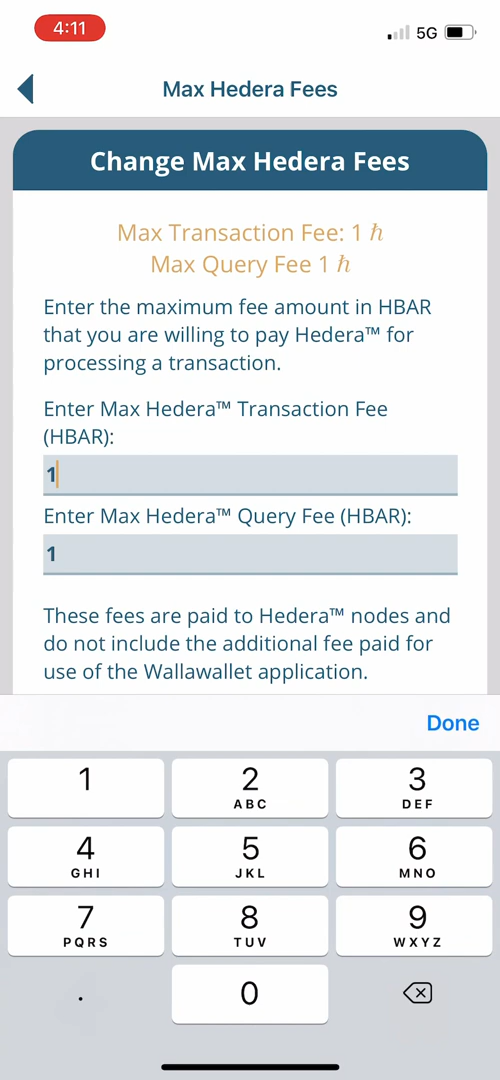 4:11
5G
Max Hedera Fees
Change Max Hedera Fees
Max Transaction Fee: 1 ℏ
Max Query Fee 1 ℏ
Enter the maximum fee amount in HBAR
that you are willing to pay Hedera™ for
processing a transaction.
Enter Max Hedera™ Transaction Fee
(HBAR):
1
Enter Max Hedera™ Query Fee (HBAR):
1
These fees are paid to Hedera™ nodes and
do not include the additional fee paid for
use of the Wallawallet application.
Done
1 2 3
ABC DEF
4 5 6
GHI JKL MNO
7 8 9
PQRS TUV WXYZ
. 0